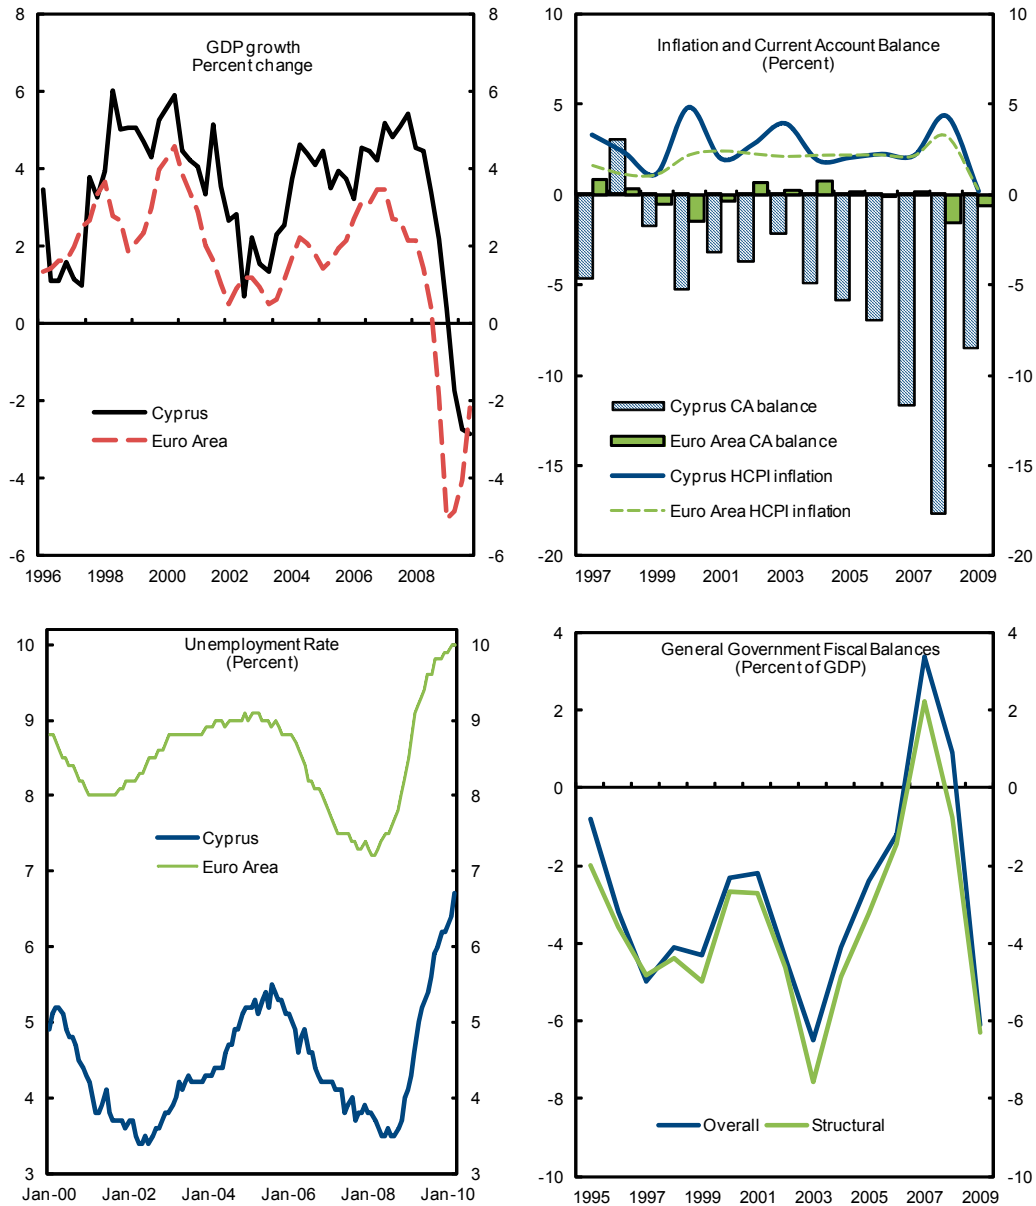 GDP growth
Percent change
8
6
4
2
0
-2
-4
-6
8
6
4
2
0
-2
-4
-6
Cyprus
Euro Area
1996 1998 2000 2002 2004 2006 2008
Inflation and Current Account Balance
(Percent)
10
5
0
-5
-10
-15
-20
10
5
0
-5
-10
-15
-20
Cyprus CA balance
Euro Area CA balance
Cyprus HCPI inflation
Euro Area HCPI inflation
1997 1999 2001 2003 2005 2007 2009
Unemployment Rate
(Percent)
10
9
8
7
6
5
4
3
10
9
8
7
6
5
4
3
Cyprus
Euro Area
Jan-00 Jan-02 Jan-04 Jan-06 Jan-08 Jan-10
General Government Fiscal Balances
(Percent of GDP)
4
2
0
-2
-4
-6
-8
-10
4
2
0
-2
-4
-6
-8
-10
Overall Structural
1995 1997 1999 2001 2003 2005 2007 2009